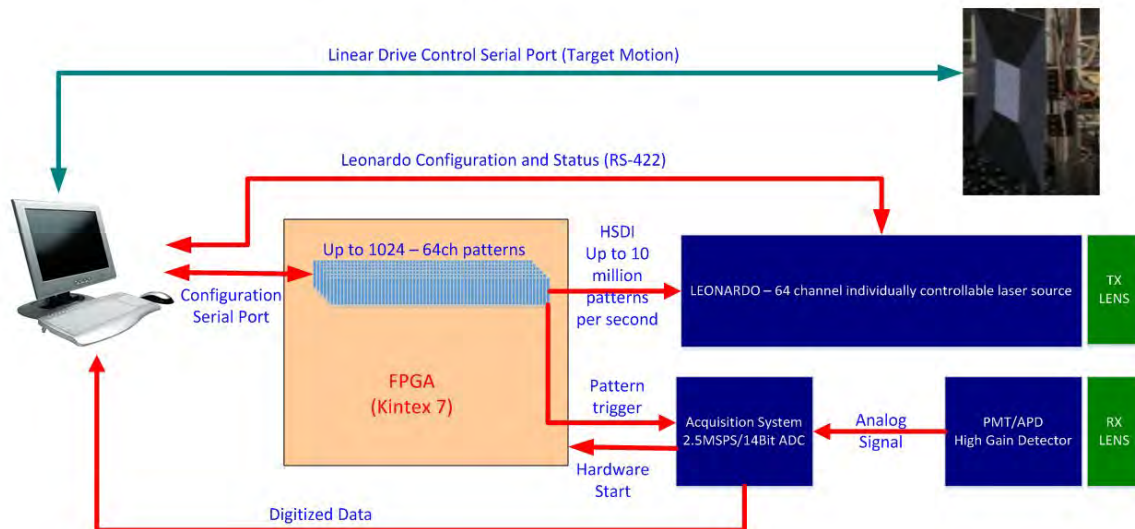 Linear Drive Control Serial Port (Target Motion)
Leonardo Configuration and Status (RS-422)
Up to 1024 – 64ch patterns
HSDI
Up to 10
million
patterns
per second
LEONARDO – 64 channel individually controllable laser source
TX
LENS
Configuration
Serial Port
FPGA
(Kintex 7)
Pattern
trigger
Acquisition System
2.5MSPS/14Bit ADC
Analog
Signal
PMT/APD
High Gain Detector
RX
LENS
Hardware
Start
Digitized Data